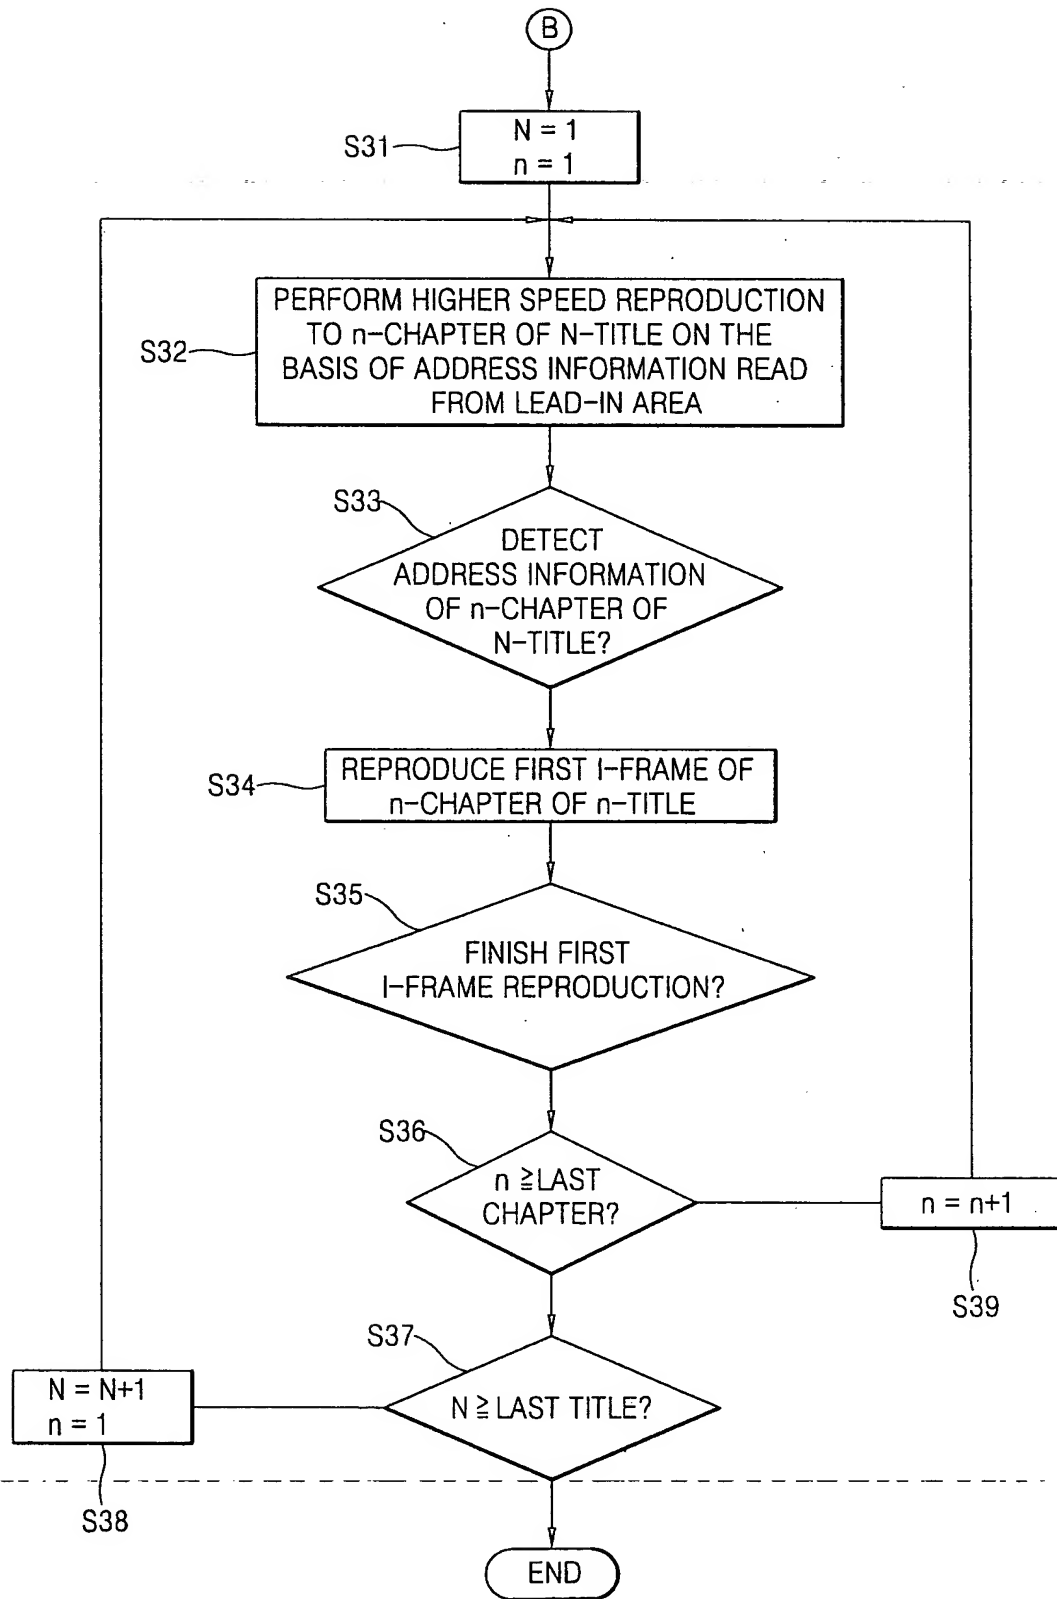 B
S31
N = 1
n = 1
S32
PERFORM HIGHER SPEED REPRODUCTION
TO n-CHAPTER OF N-TITLE ON THE
BASIS OF ADDRESS INFORMATION READ
FROM LEAD-IN AREA
S33
DETECT
ADDRESS INFORMATION
OF n-CHAPTER OF
N-TITLE?
S34
REPRODUCE FIRST I-FRAME OF
n-CHAPTER OF n-TITLE
S35
FINISH FIRST
I-FRAME REPRODUCTION?
S36
n ≧LAST
CHAPTER?
n = n+1
S39
S37
N ≧ LAST TITLE?
N = N+1
n = 1
S38
END